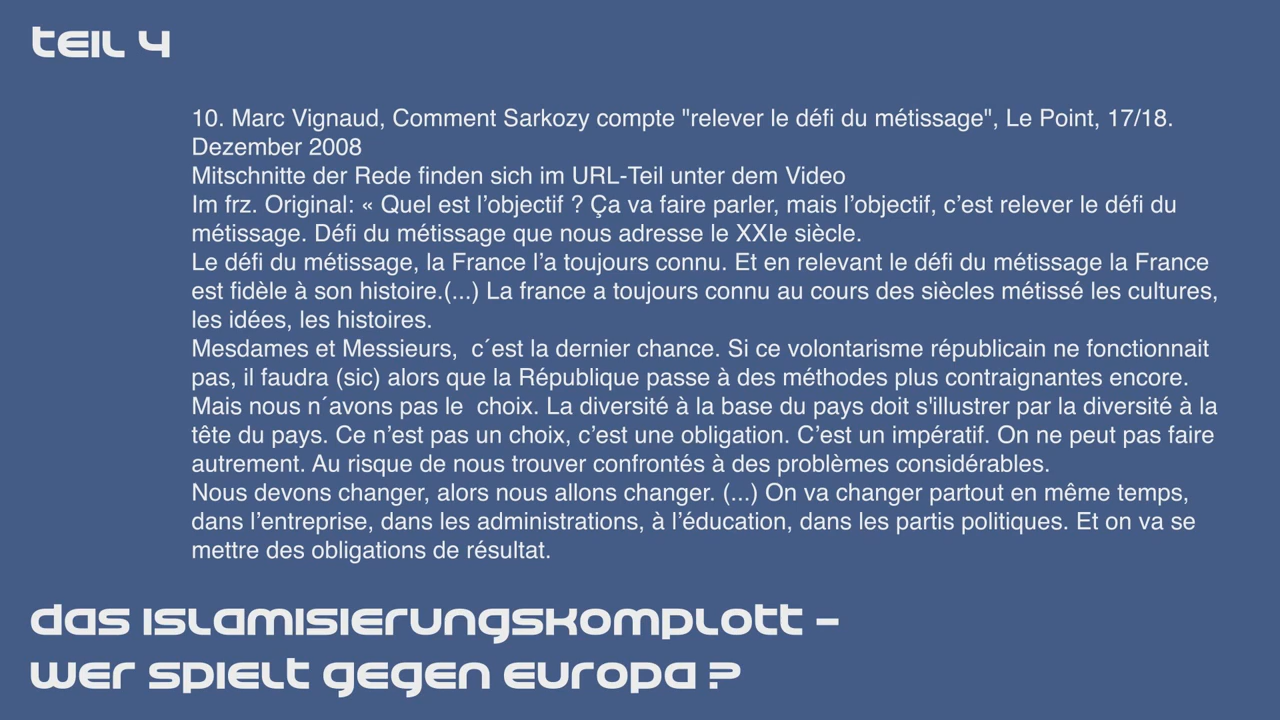 Teil 4
10. Marc Vignaud, Comment Sarkozy compte "relever le défi du métissage", Le Point, 17/18.
Dezember 2008
Mitschnitte der Rede finden sich im URL-Teil unter dem Video
Im frz. Original: « Quel est l’objectif ? Ça va faire parler, mais l’objectif, c’est relever le défi du
métissage. Défi du métissage que nous adresse le XXIe siècle.
Le défi du métissage, la France l’a toujours connu. Et en relevant le défi du métissage la France
est fidèle à son histoire.(...) La france a toujours connu au cours des siècles métissé les cultures,
les idées, les histoires.
Mesdames et Messieurs,  c´est la dernier chance. Si ce volontarisme républicain ne fonctionnait
pas, il faudra (sic) alors que la République passe à des méthodes plus contraignantes encore.
Mais nous n´avons pas le  choix. La diversité à la base du pays doit s'illustrer par la diversité à la
tête du pays. Ce n’est pas un choix, c’est une obligation. C’est un impératif. On ne peut pas faire
autrement. Au risque de nous trouver confrontés à des problèmes considérables.
Nous devons changer, alors nous allons changer. (...) On va changer partout en même temps,
dans l’entreprise, dans les administrations, à l’éducation, dans les partis politiques. Et on va se
mettre des obligations de résultat.
das Islamisierungskomplott –
wer spielt gegen Europa ?